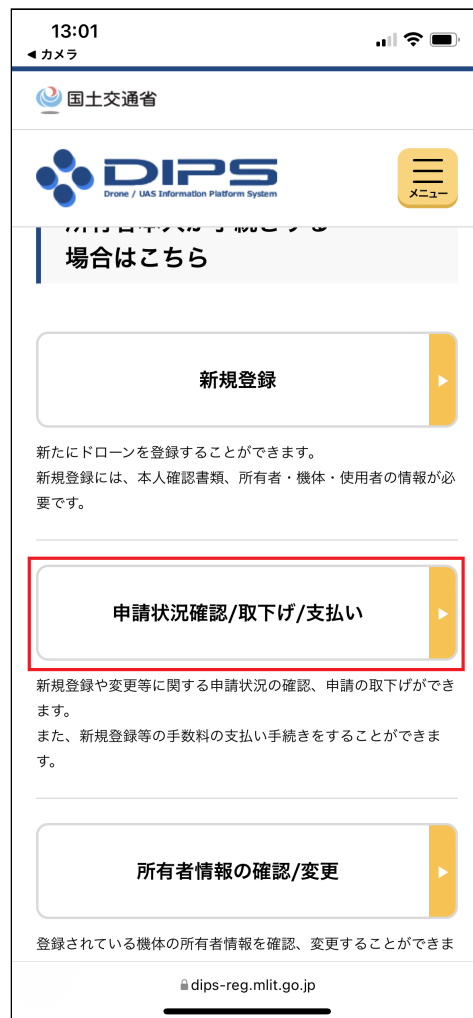 13:01
◀ カメラ
国土交通省
DIPS
Drone / UAS Information Platform System
メニュー
場合はこちら
新規登録
新たにドローンを登録することができます。
新規登録には、本人確認書類、所有者・機体・使用者の情報が必
要です。
申請状況確認/取下げ/支払い
新規登録や変更等に関する申請状況の確認、申請の取下げができ
ます。
また、新規登録等の手数料の支払い手続きをすることができま
す。
所有者情報の確認/変更
登録されている機体の所有者情報を確認、変更することができま
dips-reg.mlit.go.jp